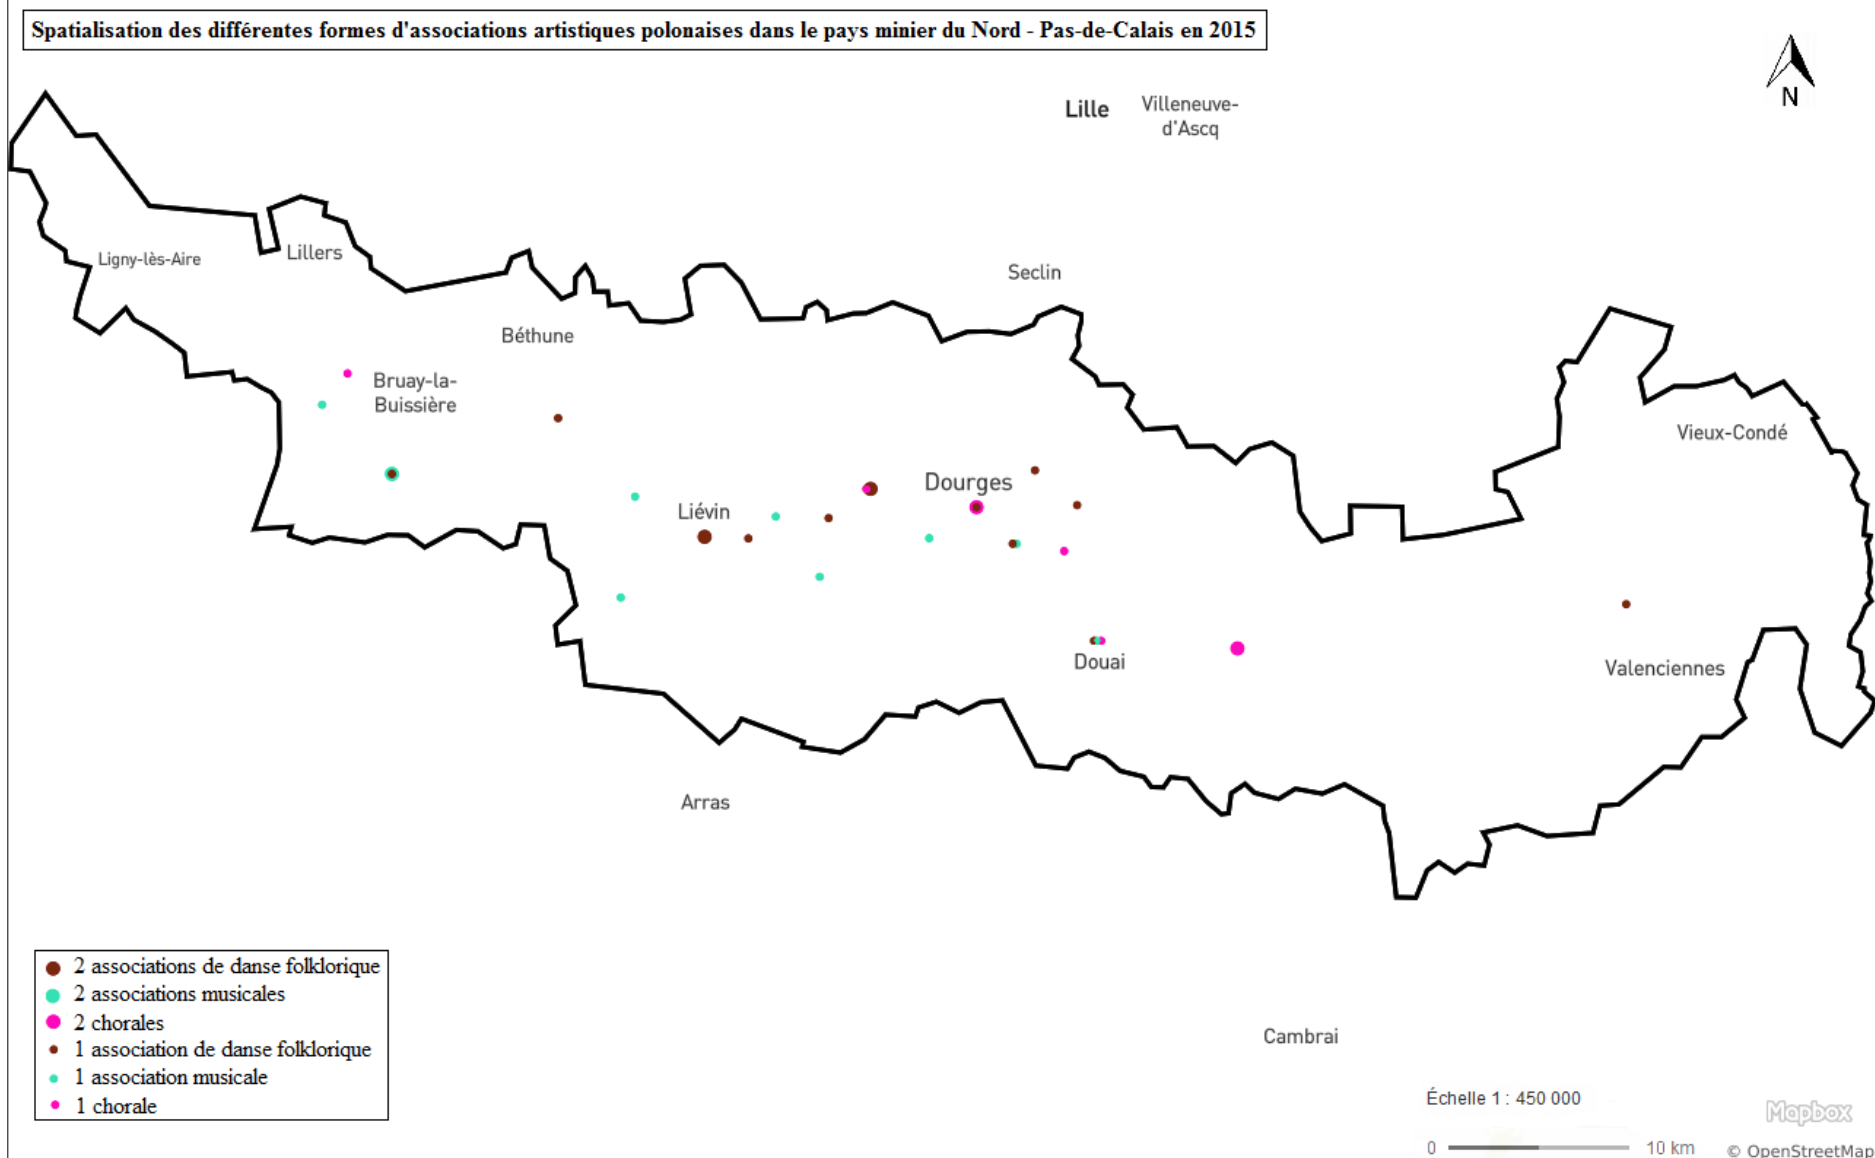 Spatialisation des différentes formes d'associations artistiques polonaises dans le pays minier du Nord - Pas-de-Calais en 2015
N
Lille
Villeneuve-
d'Ascq
Ligny-lès-Aire
Lillers
Seclin
Béthune
Bruay-la-
Buissière
Vieux-Condé
Dourges
Liévin
Douai
Valenciennes
Arras
Cambrai
2 associations de danse folklorique
2 associations musicales
2 chorales
1 association de danse folklorique
1 association musicale
1 chorale
Échelle 1 : 450 000
0 10 km
Mapbox
© OpenStreetMap